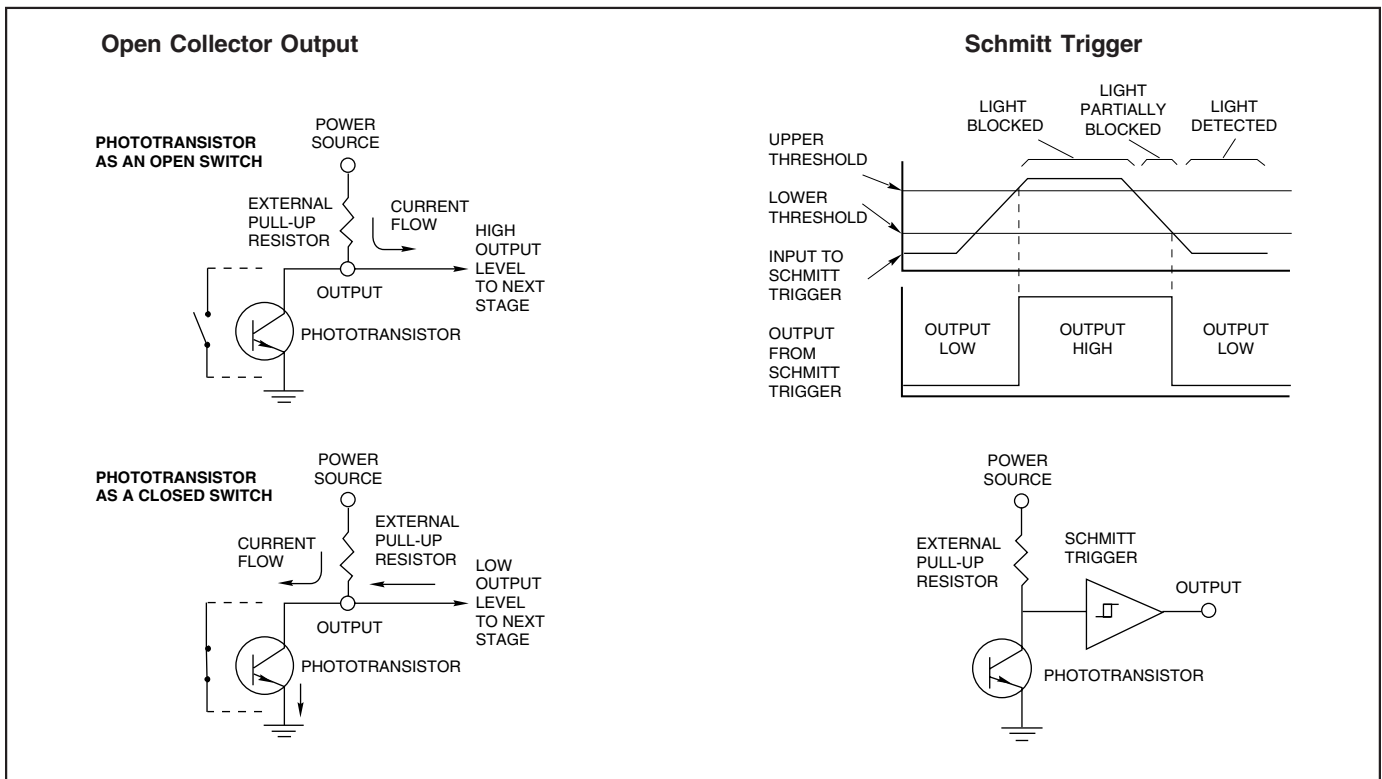 Open Collector Output
PHOTOTRANSISTOR
AS AN OPEN SWITCH
POWER
SOURCE
EXTERNAL
PULL-UP
RESISTOR
CURRENT
FLOW
HIGH
OUTPUT
LEVEL
TO NEXT
STAGE
OUTPUT
PHOTOTRANSISTOR
PHOTOTRANSISTOR
AS A CLOSED SWITCH
POWER
SOURCE
CURRENT
FLOW
EXTERNAL
PULL-UP
RESISTOR
LOW
OUTPUT
LEVEL
TO NEXT
STAGE
OUTPUT
PHOTOTRANSISTOR
Schmitt Trigger
LIGHT
BLOCKED
LIGHT
PARTIALLY
BLOCKED
LIGHT
DETECTED
UPPER
THRESHOLD
LOWER
THRESHOLD
INPUT TO
SCHMITT
TRIGGER
OUTPUT
FROM
SCHMITT
TRIGGER
OUTPUT
LOW
OUTPUT
HIGH
OUTPUT
LOW
POWER
SOURCE
EXTERNAL
PULL-UP
RESISTOR
SCHMITT
TRIGGER
OUTPUT
PHOTOTRANSISTOR